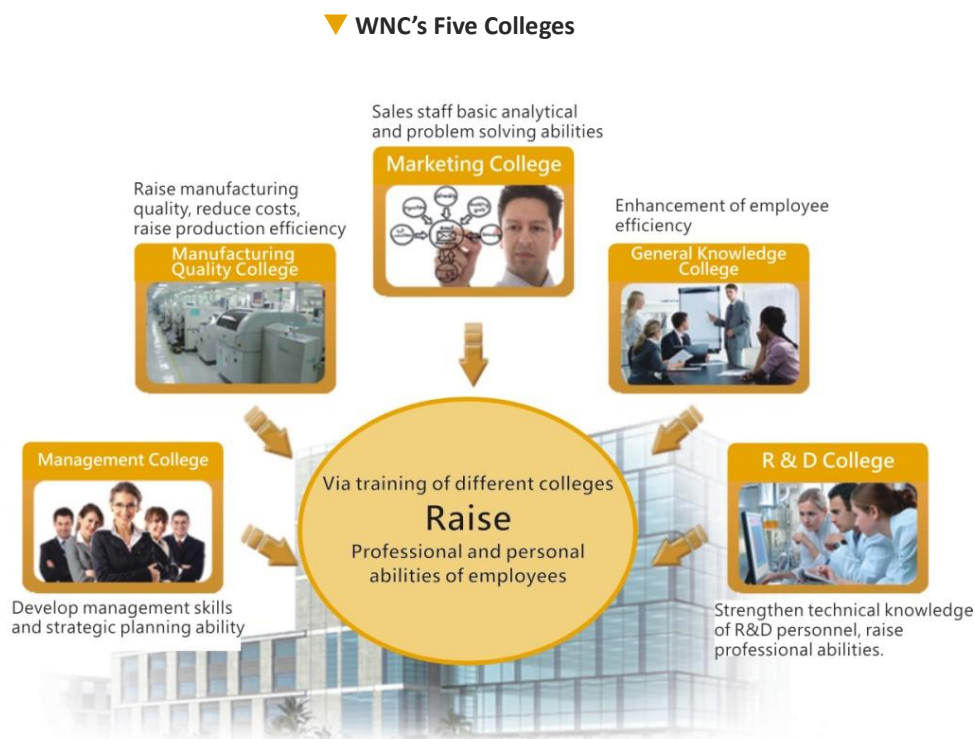 WNC's Five Colleges
Sales staff basic analytical
and problem solving abilities
Marketing College
Raise manufacturing
quality, reduce costs,
raise production efficiency
Manufacturing
Quality College
Enhancement of employee
efficiency
General Knowledge
College
Management College
Develop management skills
and strategic planning ability
R & D College
Strengthen technical knowledge
of R&D personnel, raise
professional abilities.
Via training of different colleges
Raise
Professional and personal
abilities of employees